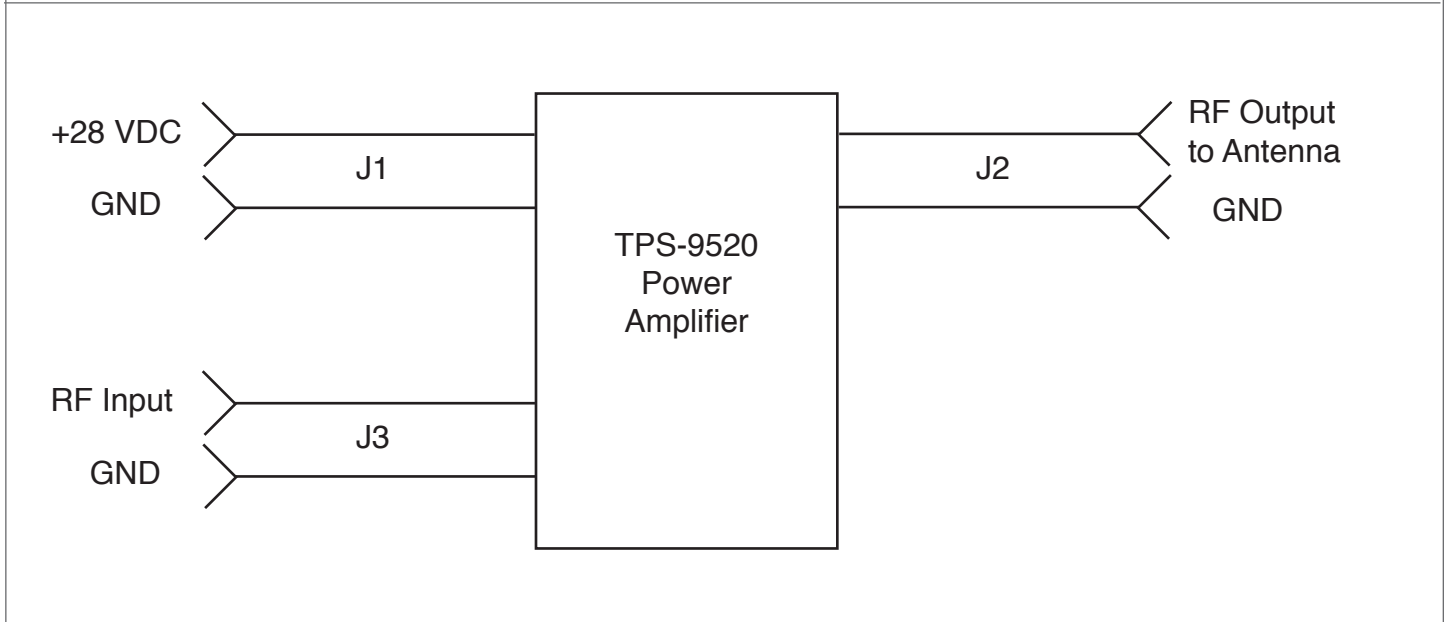 +28 VDC
J1
GND
RF Input
J3
GND
TPS-9520
Power
Amplifier
RF Output
to Antenna
J2
GND